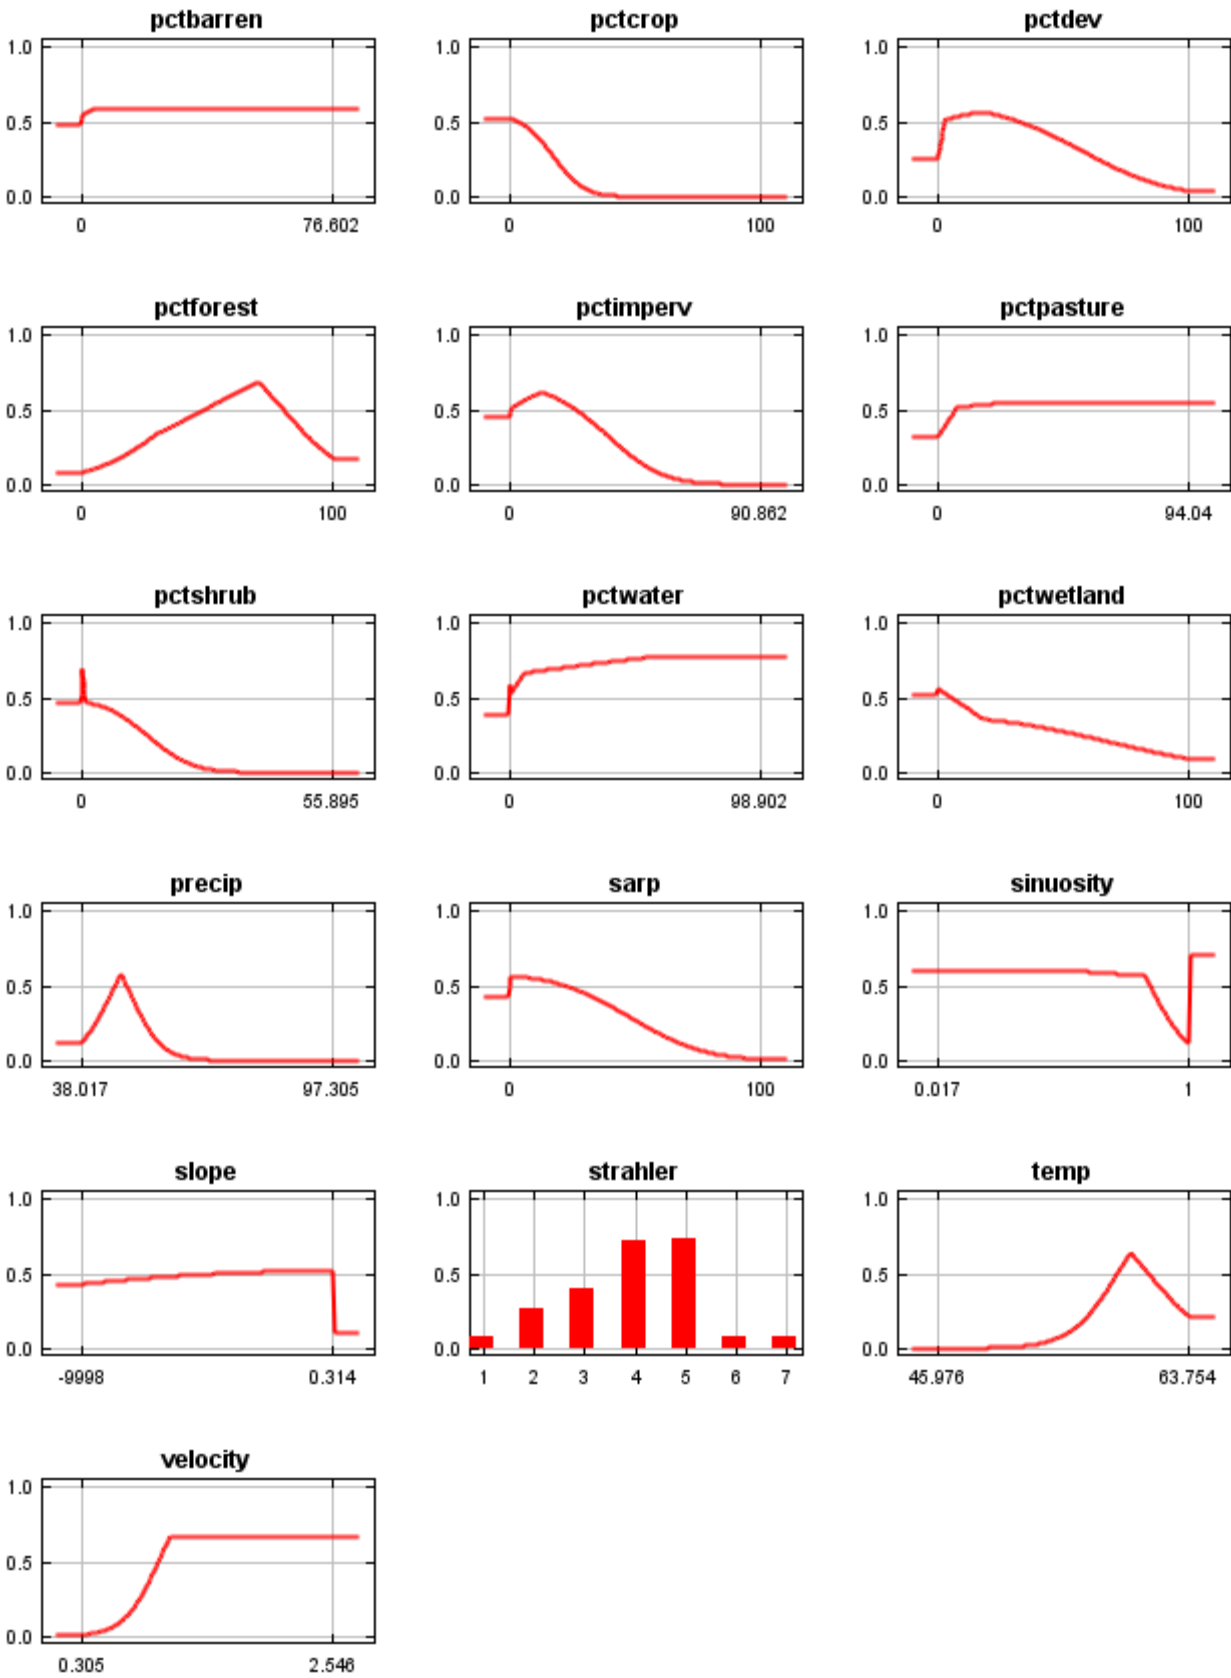 pctbarren pctcrop pctdev
1.0 1.0 1.0
0.5 0.5 0.5
0.0 0.0 0.0
0 76.602 0 100 0 100
pctforest pctimperv pctpasture
1.0 1.0 1.0
0.5 0.5 0.5
0.0 0.0 0.0
0 100 0 90.862 0 94.04
pctshrub pctwater pctwetland
1.0 1.0 1.0
0.5 0.5 0.5
0.0 0.0 0.0
0 55.895 0 98.902 0 100
precip sarp sinuosity
1.0 1.0 1.0
0.5 0.5 0.5
0.0 0.0 0.0
38.017 97.305 0 100 0.017 1
slope strahler temp
1.0 1.0 1.0
0.5 0.5 0.5
0.0 0.0 0.0
-9998 0.314 1 2 3 4 5 6 7 45.976 63.754
velocity
1.0
0.5
0.0
0.305 2.546